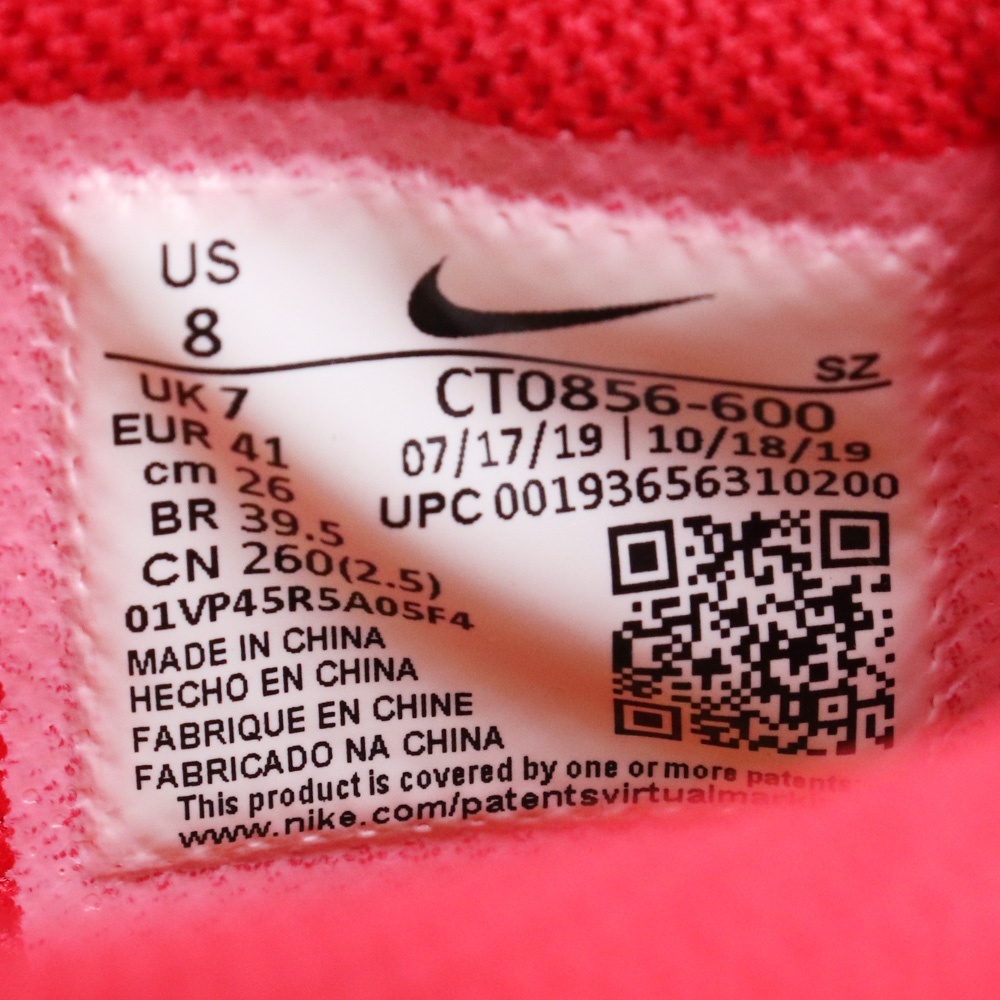 US
8
SZ
UK 7
EUR 41
cm 26
BR 39.5
CN 260(2.5)
CT0856-600
07/17/19 | 10/18/19
UPC 00193656310200
01VP45R5A05F4
MADE IN CHINA
HECHO EN CHINA
FABRIQUE EN CHINE
FABRICADO NA CHINA
This product is covered by one or more patents.
www.nike.com/patentsvirtualmark